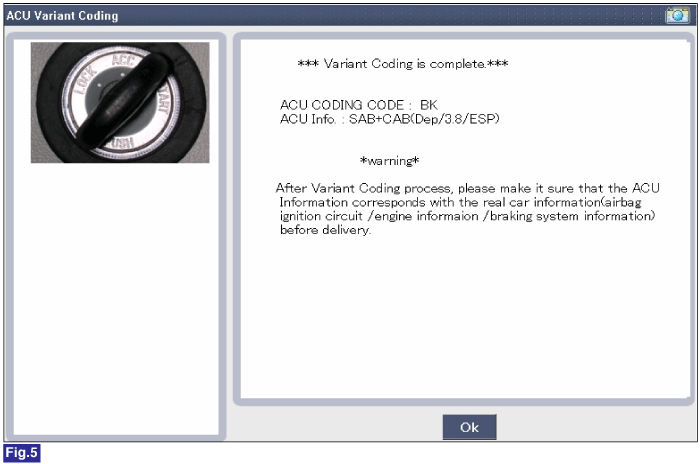 ACU Variant Coding
LOCK
ACC
START
PUSH
*** Variant Coding is complete.***
ACU CODING CODE : BK
ACU Info. : SAB+CAB(Dep/3.8/ESP)
*warning*
After Variant Coding process, please make it sure that the ACU
Information corresponds with the real car information(airbag
ignition circuit /engine informaion /braking system information)
before delivery.
Ok
Fig.5